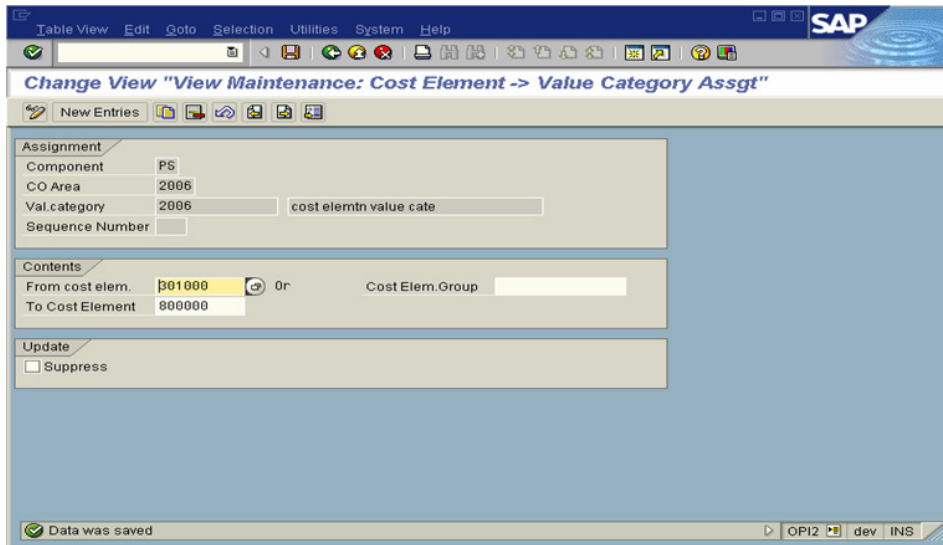 Table View Edit Goto Selection Utilities System Help
SAP
Change View "View Maintenance: Cost Element -> Value Category Assgt"
New Entries
Assignment
Component PS
CO Area 2006
Val.category 2006 cost elemtn value cate
Sequence Number
Contents
From cost elem. 301000 Or Cost Elem.Group
To Cost Element 800000
Update
Suppress
Data was saved OPI2 dev INS